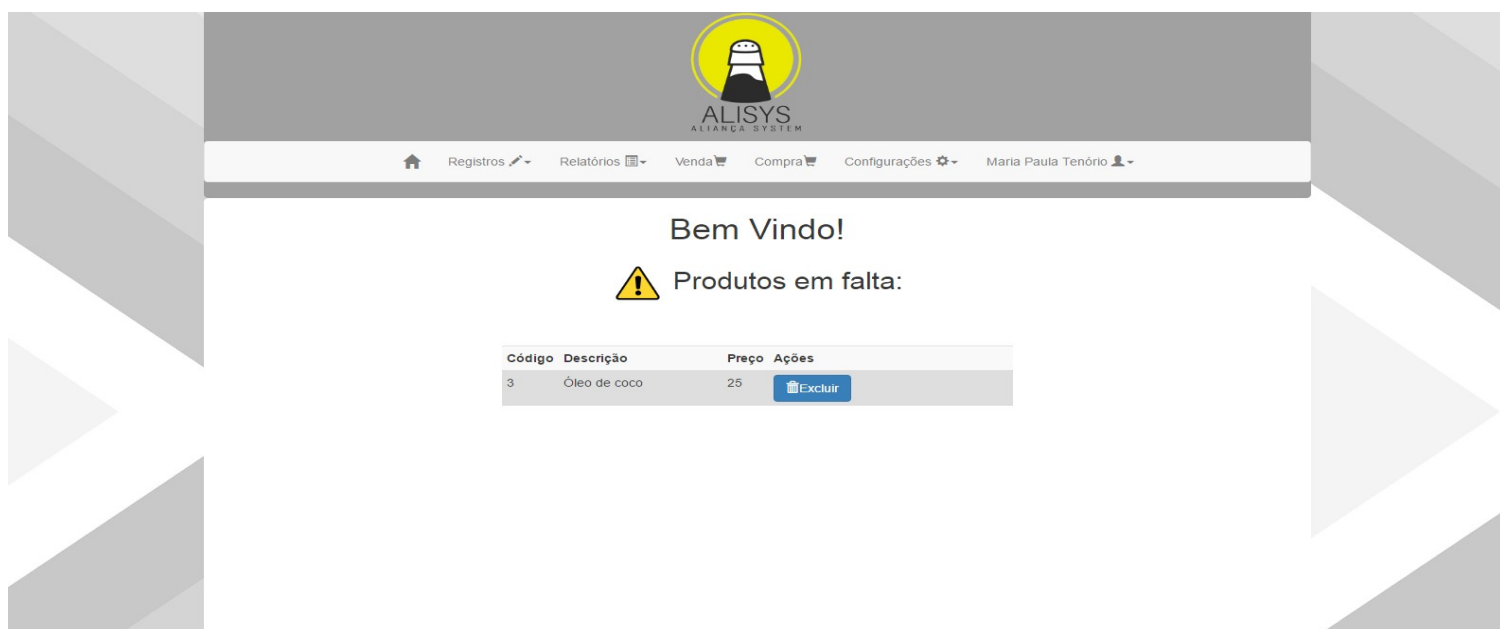 ALISYS
ALIANÇA SYSTEM
Registros Relatórios Venda Compra Configurações Maria Paula Tenório
Bem Vindo!
Produtos em falta:
Código Descrição Preço Ações
3 Óleo de coco 25 Excluir